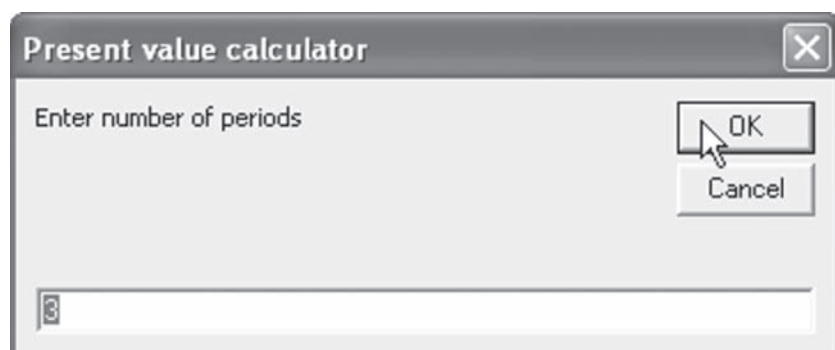 Present value calculator
Enter number of periods
OK
Cancel
3